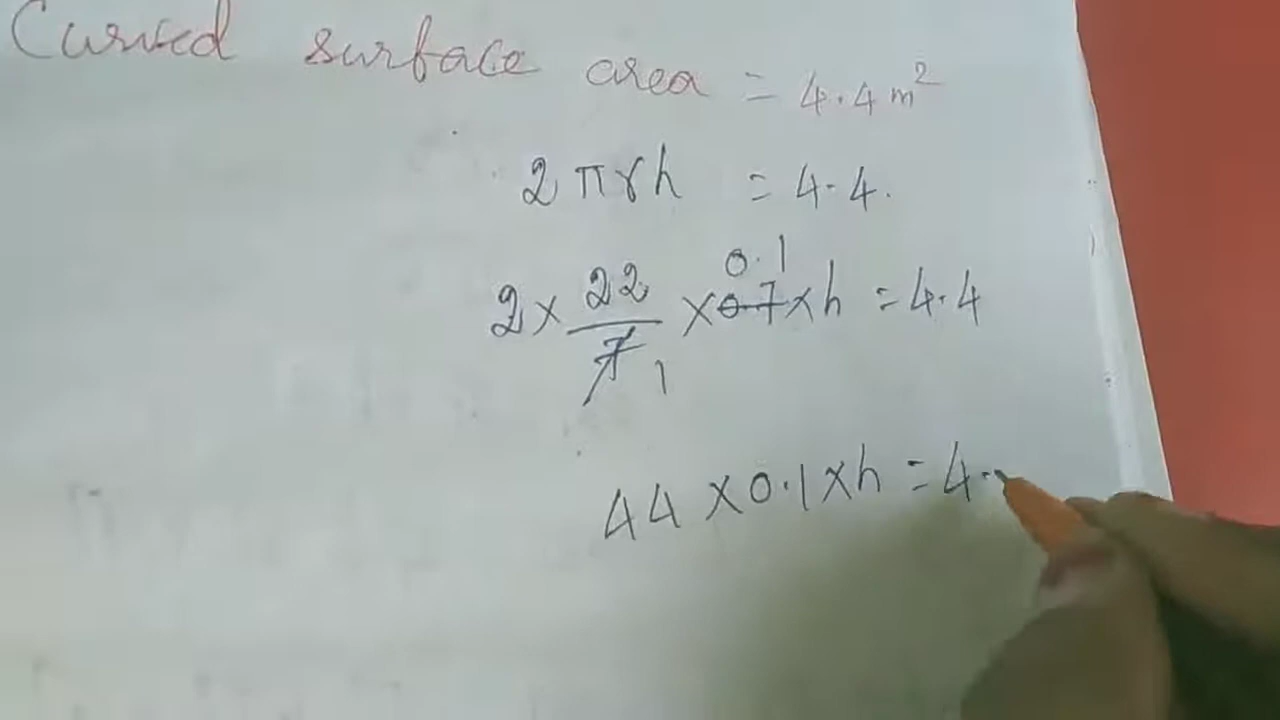 Curved surface area = 4.4 m²
2πrh = 4.4.
0.1
2 × 22/7 × 0.7 × h = 4.4
1
44 × 0.1 × h = 4.